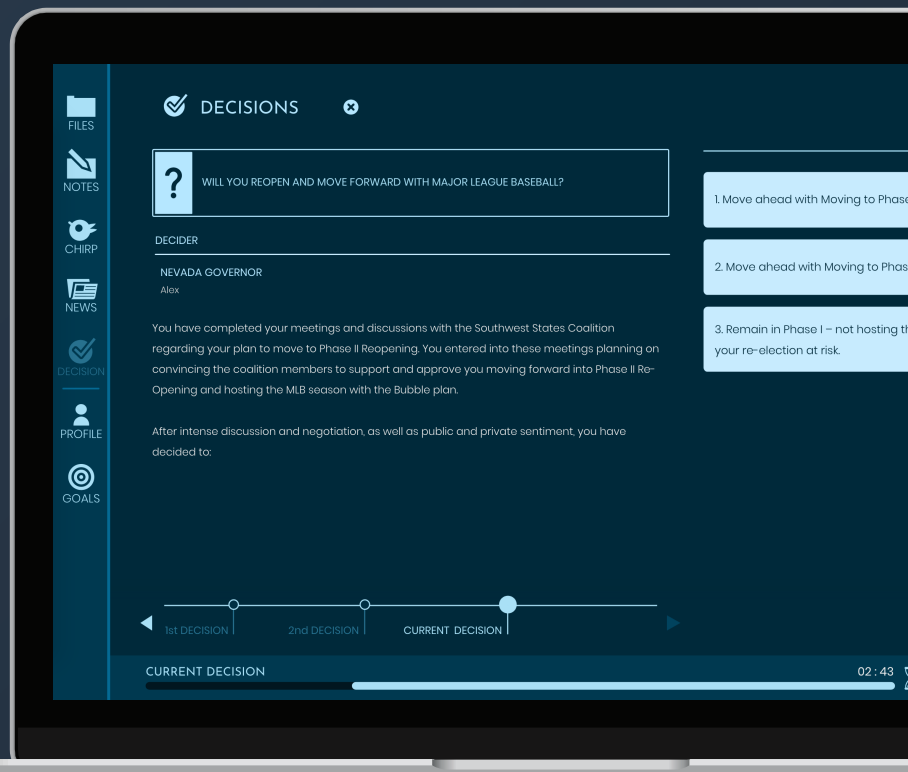 FILES
NOTES
CHIRP
NEWS
DECISION
PROFILE
GOALS
DECISIONS
?
WILL YOU REOPEN AND MOVE FORWARD WITH MAJOR LEAGUE BASEBALL?
DECIDER
NEVADA GOVERNOR
Alex
You have completed your meetings and discussions with the Southwest States Coalition
regarding your plan to move to Phase II Reopening. You entered into these meetings planning on
convincing the coalition members to support and approve you moving forward into Phase II Re-
Opening and hosting the MLB season with the Bubble plan.
After intense discussion and negotiation, as well as public and private sentiment, you have
decided to:
1. Move ahead with Moving to Phase
2. Move ahead with Moving to Phas
3. Remain in Phase I – not hosting th
your re-election at risk.
1st DECISION
2nd DECISION
CURRENT DECISION
CURRENT DECISION
02 : 43